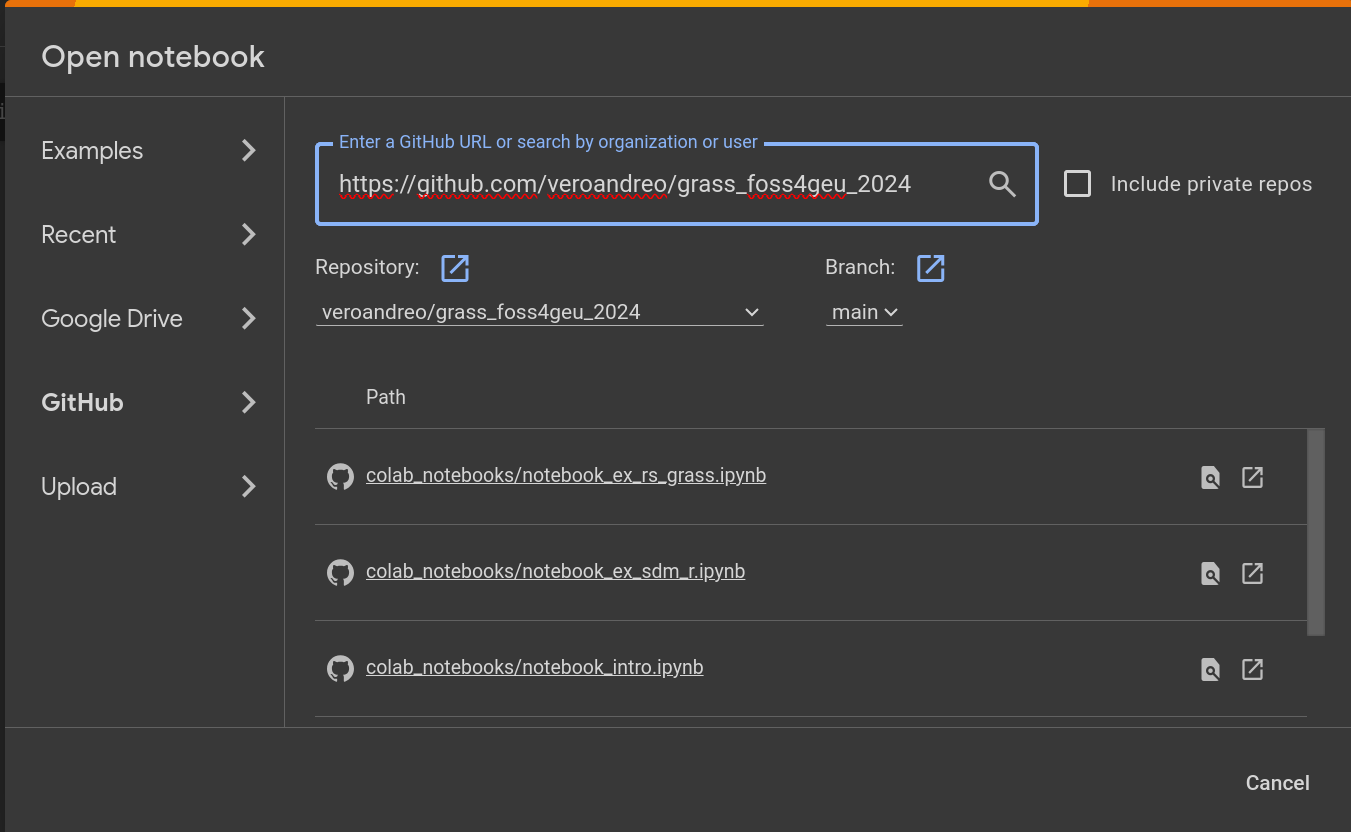 Open notebook
Examples
Recent
Google Drive
GitHub
Upload
Enter a GitHub URL or search by organization or user
https://github.com/veroandreo/grass_foss4geu_2024
Include private repos
Repository:
Branch:
veroandreo/grass_foss4geu_2024
main
Path
colab_notebooks/notebook_ex_rs_grass.ipynb
colab_notebooks/notebook_ex_sdm_r.ipynb
colab_notebooks/notebook_intro.ipynb
Cancel